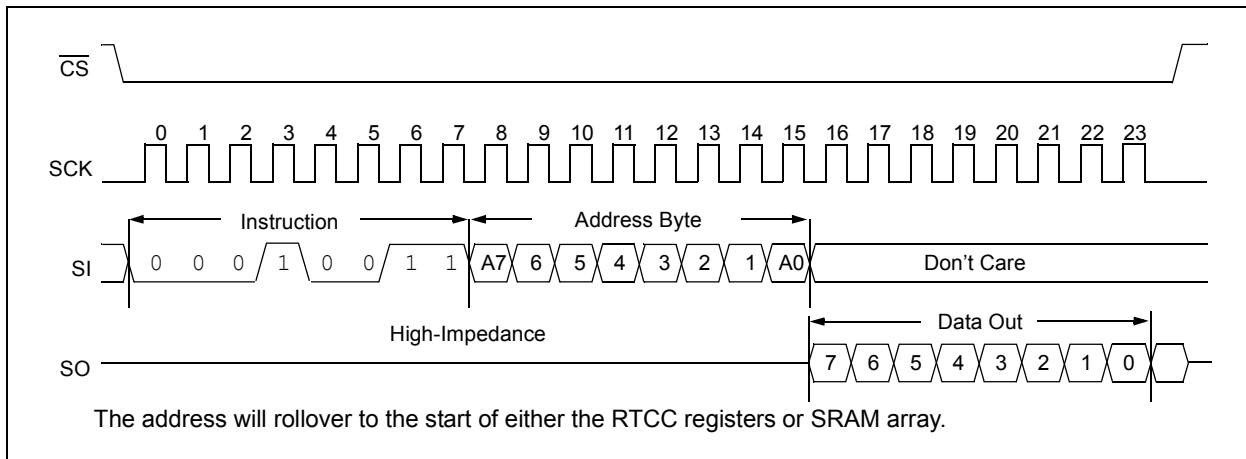 CS
0 1 2 3 4 5 6 7 8 9 10 11 12 13 14 15 16 17 18 19 20 21 22 23
SCK
Instruction Address Byte
SI 0 0 0 1 0 0 1 1 A7 6 5 4 3 2 1 A0 Don't Care
High-Impedance Data Out
SO 7 6 5 4 3 2 1 0
The address will rollover to the start of either the RTCC registers or SRAM array.